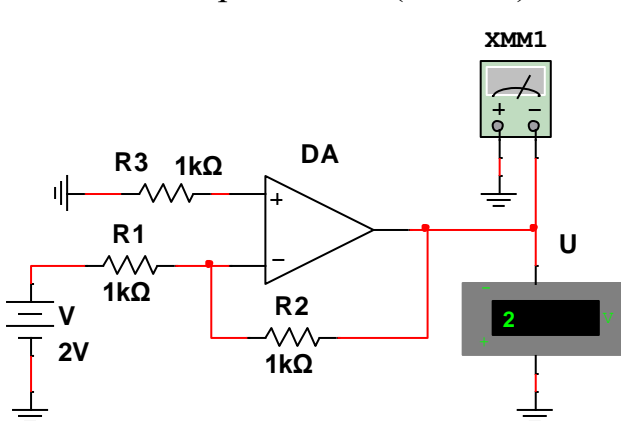 XMM1
+ −
DA
R3 1kΩ
+
R1
−
1kΩ
U
R2
1kΩ
V
2V
−
2 V
+